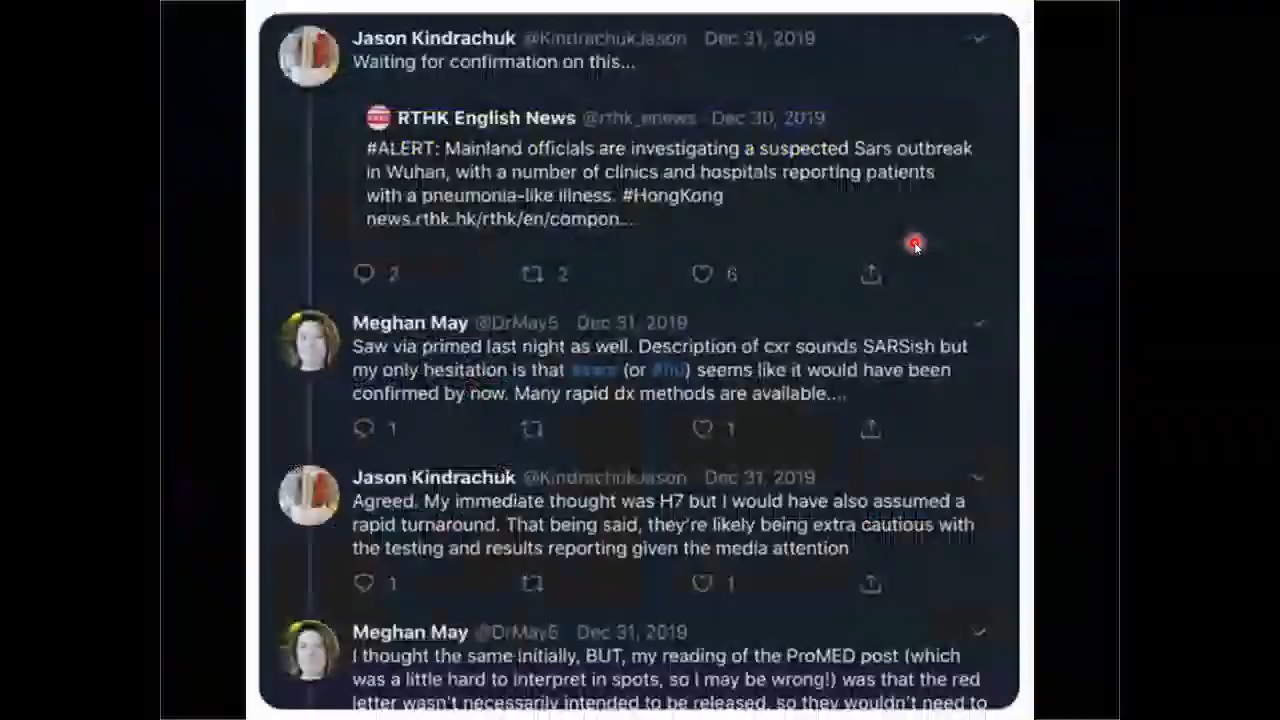 Jason Kindrachuk @KindrachukJason · Dec 31, 2019
Waiting for confirmation on this...
RTHK English News @rthk_enews · Dec 30, 2019
#ALERT: Mainland officials are investigating a suspected Sars outbreak
in Wuhan, with a number of clinics and hospitals reporting patients
with a pneumonia-like illness. #HongKong
news.rthk.hk/rthk/en/compon...
2 2 6
Meghan May @DrMay5 · Dec 31, 2019
Saw via primed last night as well. Description of cxr sounds SARSish but
my only hesitation is that (or #flu) seems like it would have been
confirmed by now. Many rapid dx methods are available....
1 1
Jason Kindrachuk @KindrachukJason · Dec 31, 2019
Agreed. My immediate thought was H7 but I would have also assumed a
rapid turnaround. That being said, they're likely being extra cautious with
the testing and results reporting given the media attention
1 1
Meghan May @DrMay5 · Dec 31, 2019
I thought the same initially, BUT, my reading of the ProMED post (which
was a little hard to interpret in spots, so I may be wrong!) was that the red
letter wasn't necessarily intended to be released, so they wouldn't need to